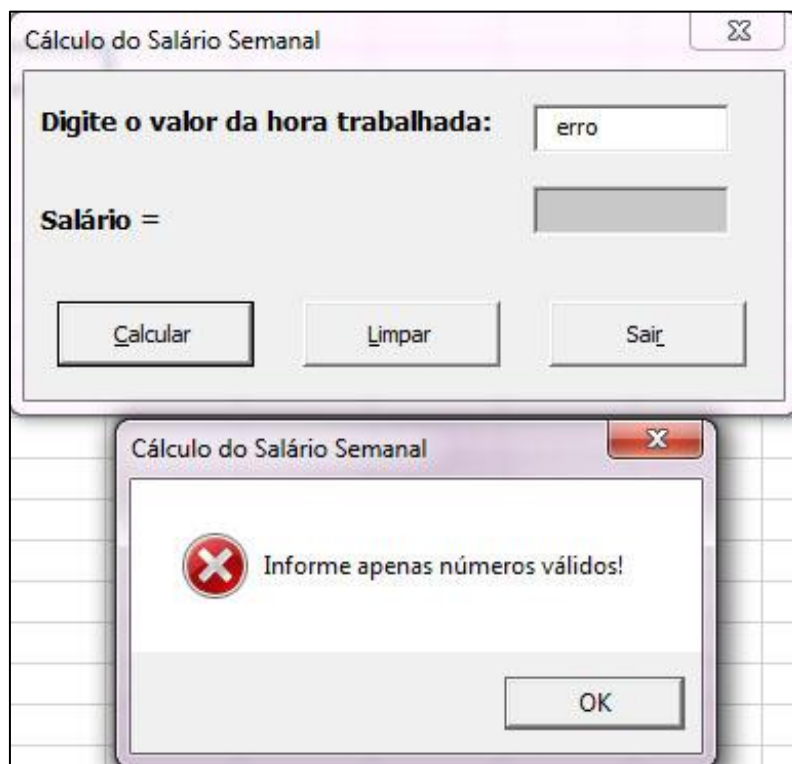 Cálculo do Salário Semanal
Digite o valor da hora trabalhada: erro
Salário =
Calcular Limpar Sair
Cálculo do Salário Semanal
Informe apenas números válidos!
OK